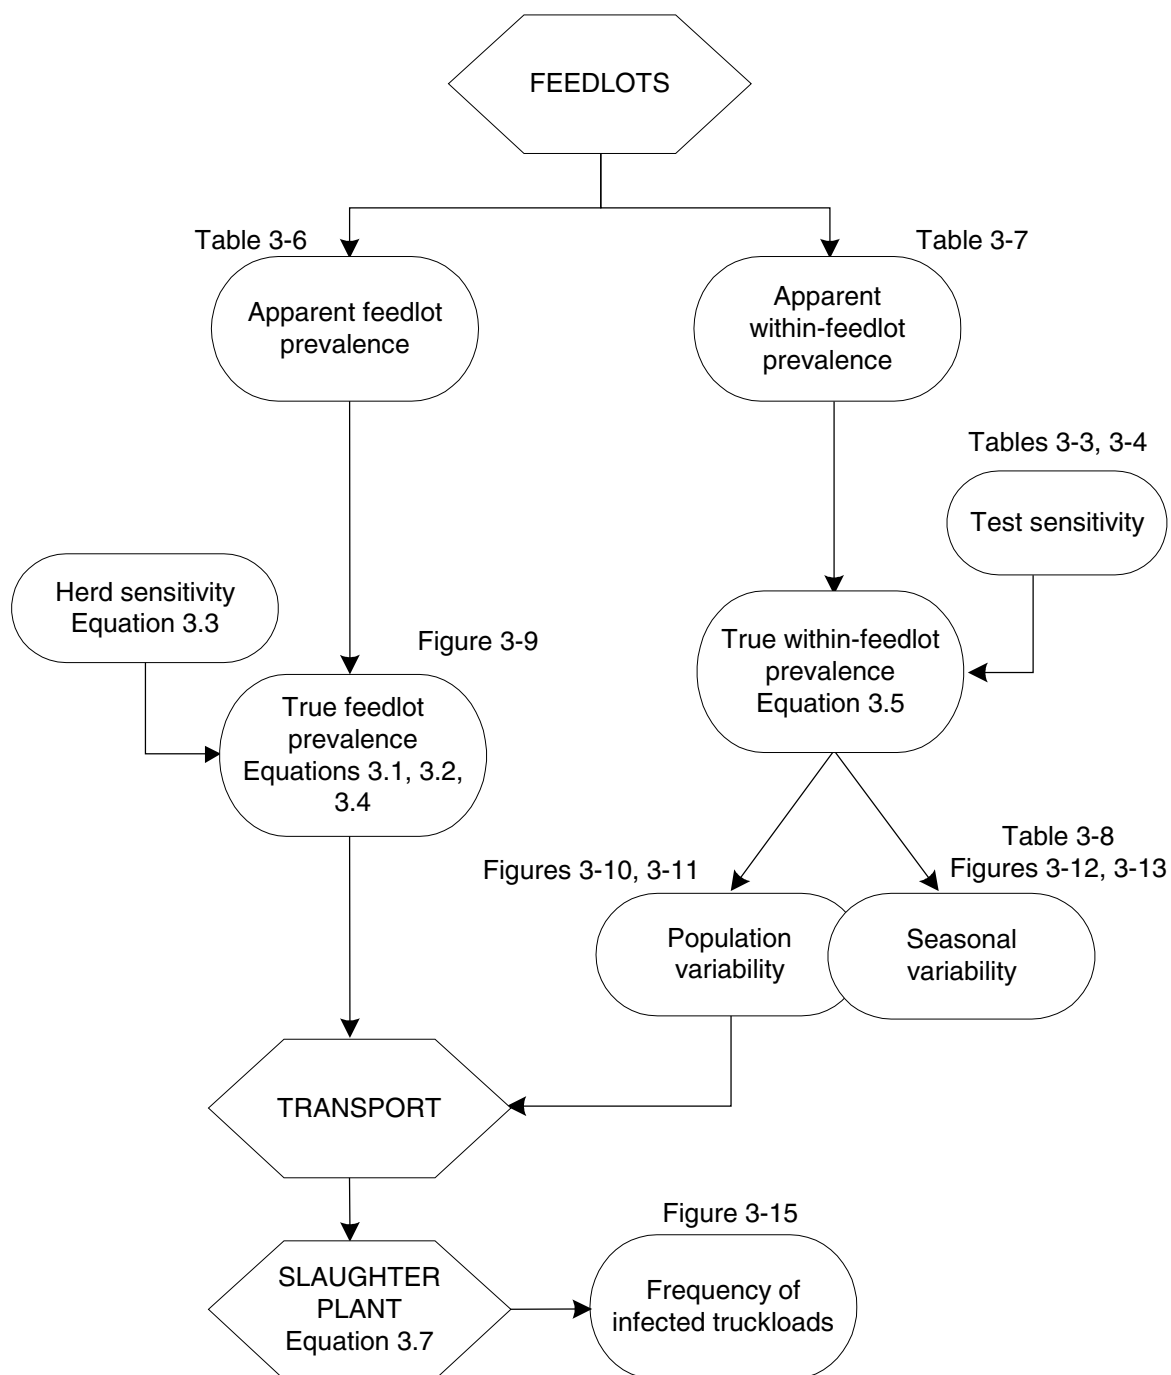 FEEDLOTS
Table 3-6
Table 3-7
Apparent feedlot
prevalence
Apparent
within-feedlot
prevalence
Tables 3-3, 3-4
Test sensitivity
Herd sensitivity
Equation 3.3
Figure 3-9
True within-feedlot
prevalence
Equation 3.5
True feedlot
prevalence
Equations 3.1, 3.2,
3.4
Figures 3-10, 3-11
Table 3-8
Figures 3-12, 3-13
Population
variability
Seasonal
variability
TRANSPORT
Figure 3-15
SLAUGHTER
PLANT
Equation 3.7
Frequency of
infected truckloads